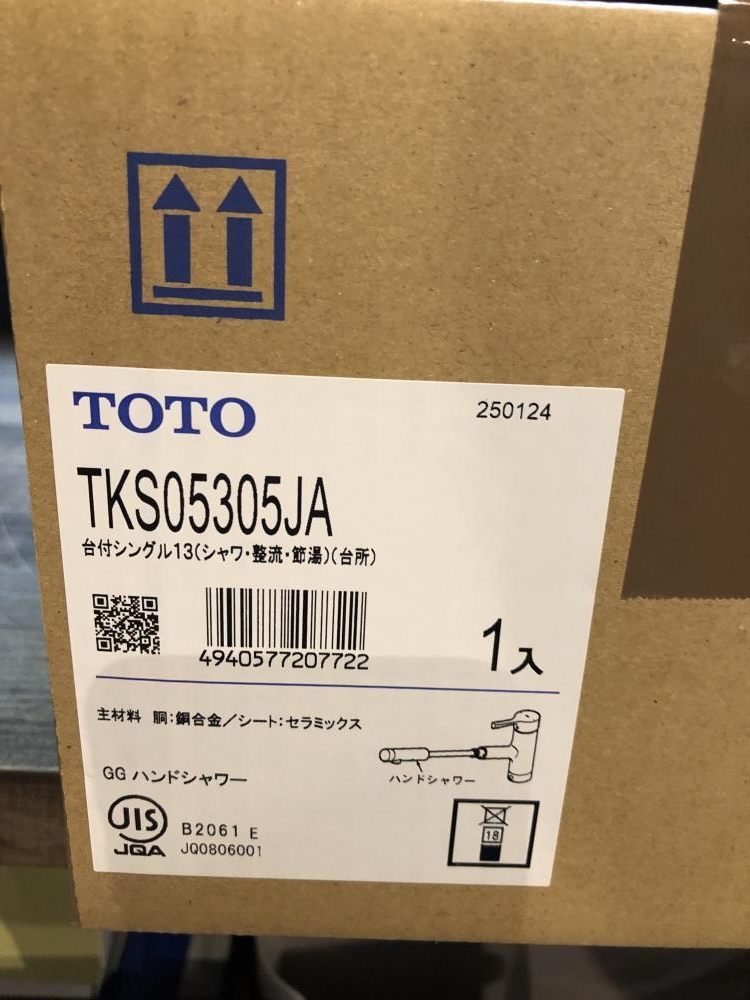 TOTO
250124
TKS05305JA
台付シングル13(シャワ・整流・節湯)(台所)
4940577207722
1入
主材料 胴:銅合金/シート:セラミックス
ハンドシャワー
GG ハンドシャワー
JIS
JQA
B2061 E
JQ0806001
18